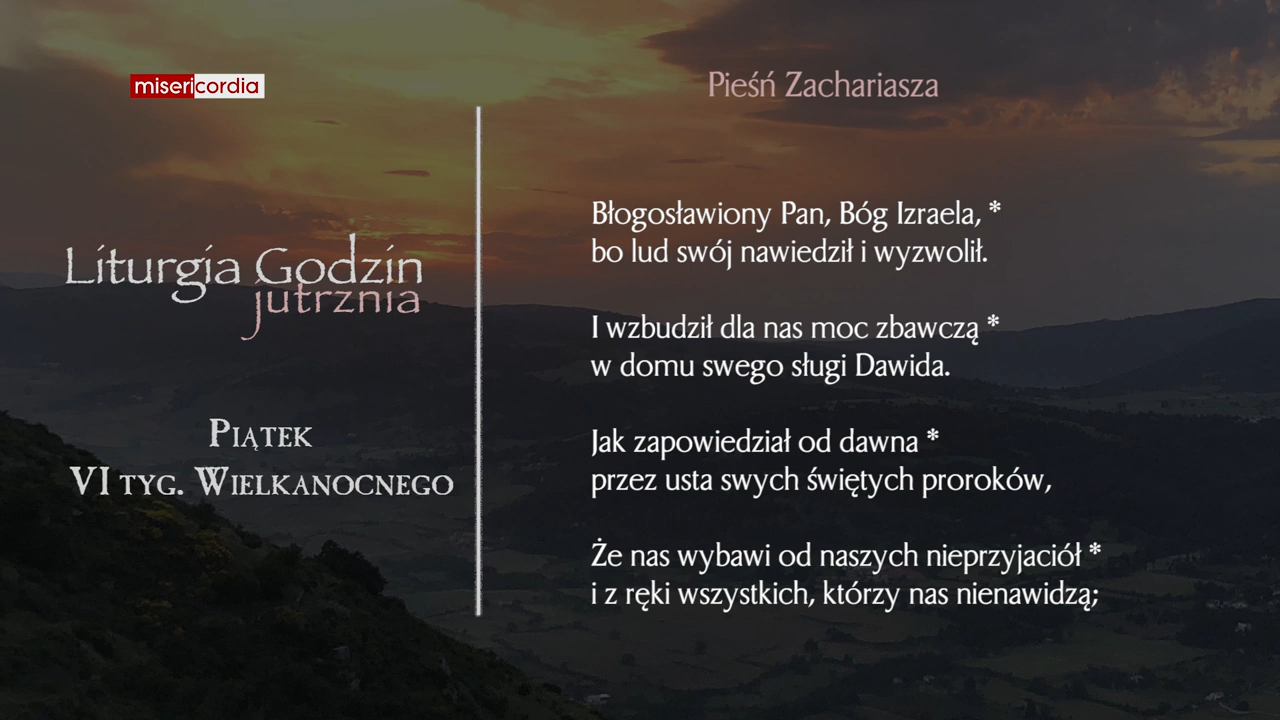 misericordia
Liturgia Godzin
jutrznia
Piątek
VI tyg. Wielkanocnego
Pieśń Zachariasza
Błogosławiony Pan, Bóg Izraela, *
bo lud swój nawiedził i wyzwolił.
I wzbudził dla nas moc zbawczą *
w domu swego sługi Dawida.
Jak zapowiedział od dawna *
przez usta swych świętych proroków,
Że nas wybawi od naszych nieprzyjaciół *
i z ręki wszystkich, którzy nas nienawidzą;